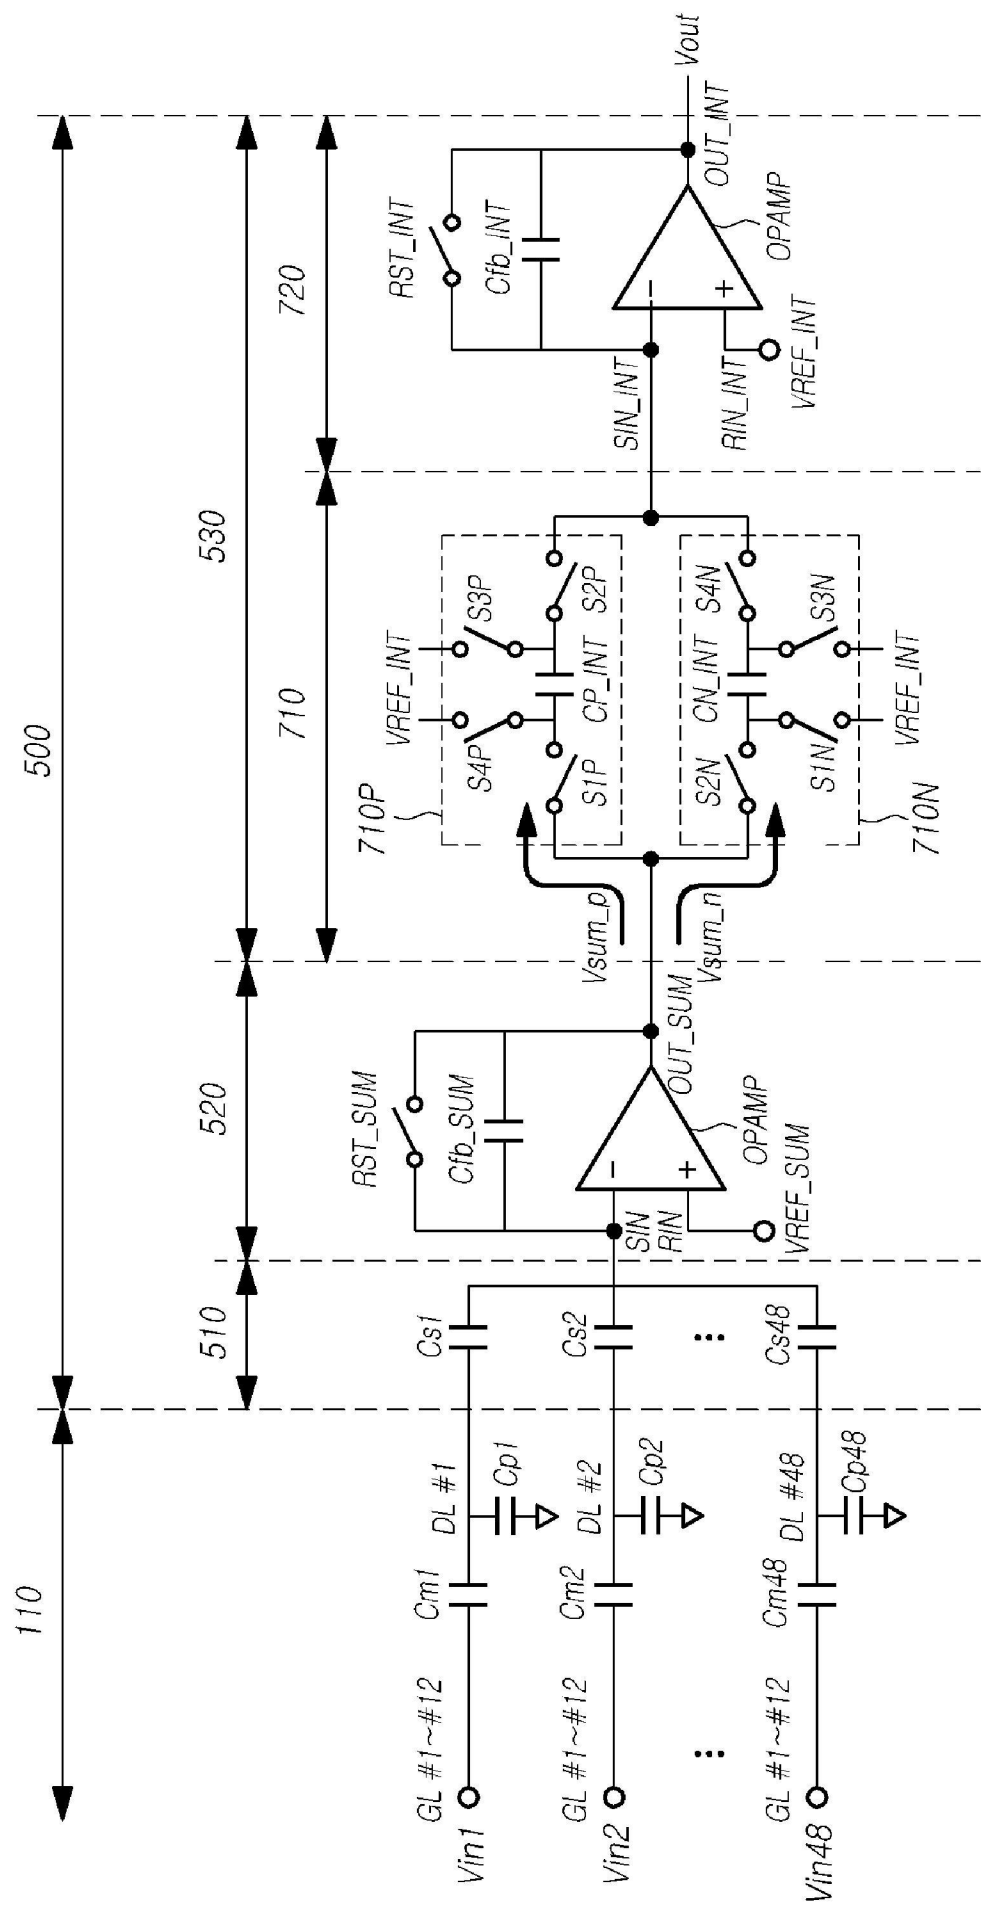 110
500
510
520
530
710
720
Vin1
GL #1~#12
Cm1
DL #1
Cp1
Cs1
Vin2
GL #1~#12
Cm2
DL #2
Cp2
Cs2
...
...
Vin48
GL #1~#12
Cm48
DL #48
Cp48
Cs48
RST_SUM
Cfb_SUM
SIN
RIN
−
+
VREF_SUM
OPAMP
OUT_SUM
Vsum_p
Vsum_n
710P
VREF_INT
VREF_INT
S4P
S3P
S1P
CP_INT
S2P
S2N
CN_INT
S4N
S1N
S3N
VREF_INT
VREF_INT
710N
RST_INT
Cfb_INT
SIN_INT
RIN_INT
−
+
VREF_INT
OPAMP
OUT_INT
Vout